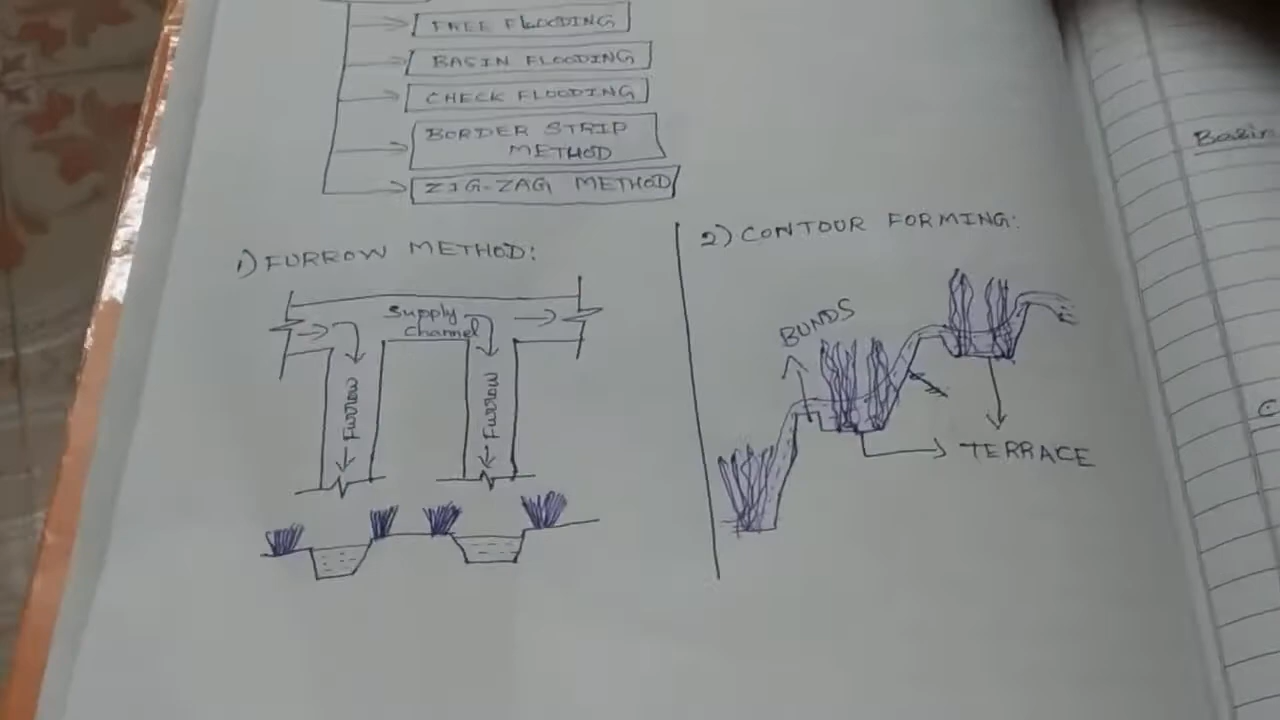 FREE FLOODING
BASIN FLOODING
CHECK FLOODING
BORDER STRIP
METHOD
ZIG-ZAG METHOD
1) FURROW METHOD:
Supply
channel
Furrow
Furrow
2) CONTOUR FORMING:
BUNDS
TERRACE
Basin